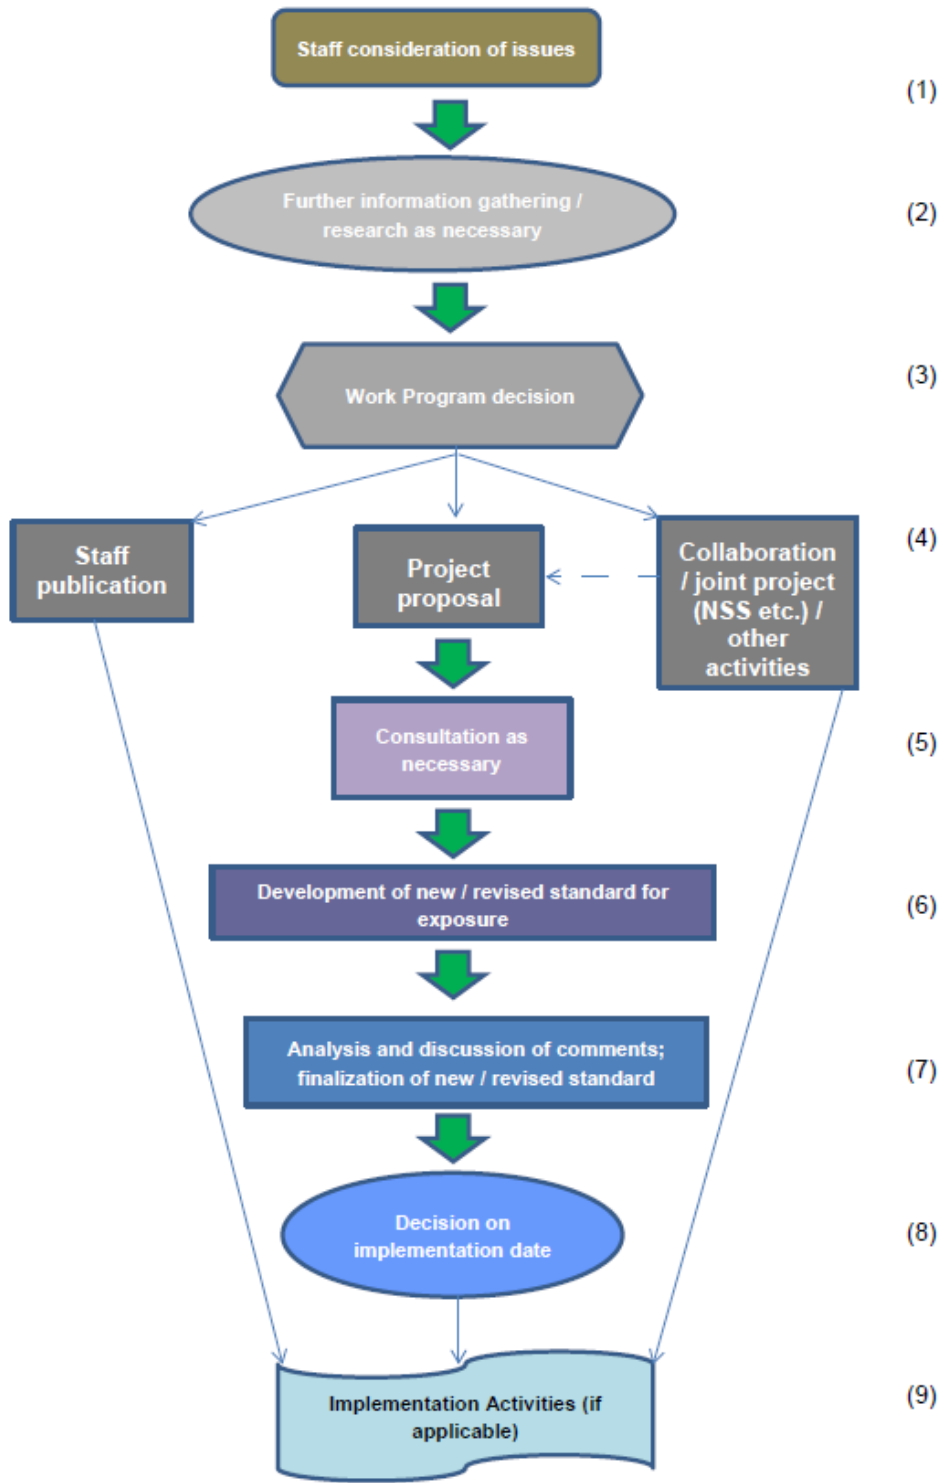 Staff consideration of issues
(1)
Further information gathering /
research as necessary
(2)
Work Program decision
(3)
Staff
publication
Project
proposal
Collaboration
/ joint project
(NSS etc.) /
other
activities
(4)
Consultation as
necessary
(5)
Development of new / revised standard for
exposure
(6)
Analysis and discussion of comments;
finalization of new / revised standard
(7)
Decision on
implementation date
(8)
Implementation Activities (if
applicable)
(9)